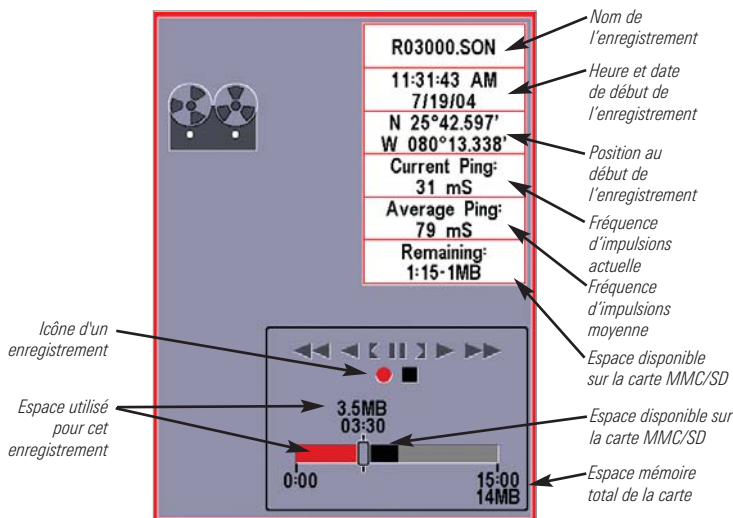 R03000.SON
11:31:43 AM
7/19/04
N 25°42.597'
W 080°13.338'
Current Ping:
31 mS
Average Ping:
79 mS
Remaining:
1:15-1MB
Nom de
l'enregistrement
Heure et date
de début de
l'enregistrement
Position au
début de
l'enregistrement
Fréquence
d'impulsions
actuelle
Fréquence
d'impulsions
moyenne
Espace disponible
sur la carte MMC/SD
Icône d'un
enregistrement
Espace utilisé
pour cet
enregistrement
3.5MB
03:30
0:00
15:00
14MB
Espace disponible sur
la carte MMC/SD
Espace mémoire
total de la carte